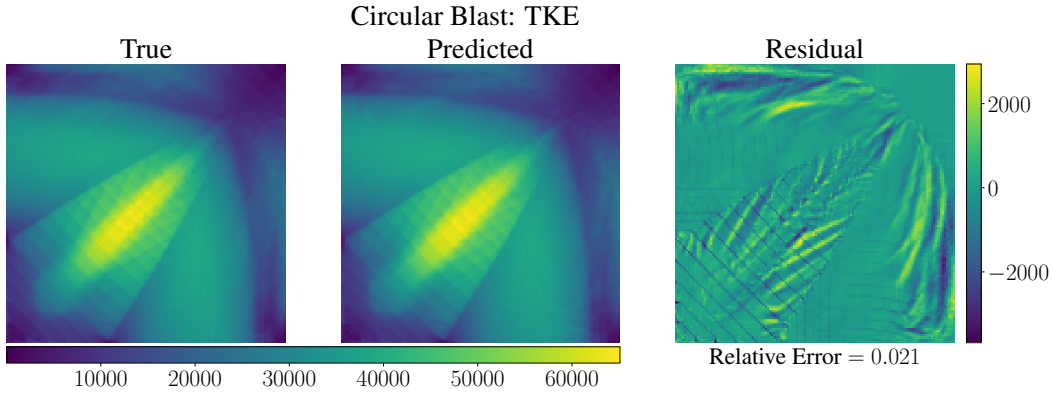 Circular Blast: TKE
True
Predicted
Residual
2000
0
−2000
Relative Error = 0.021
10000 20000 30000 40000 50000 60000